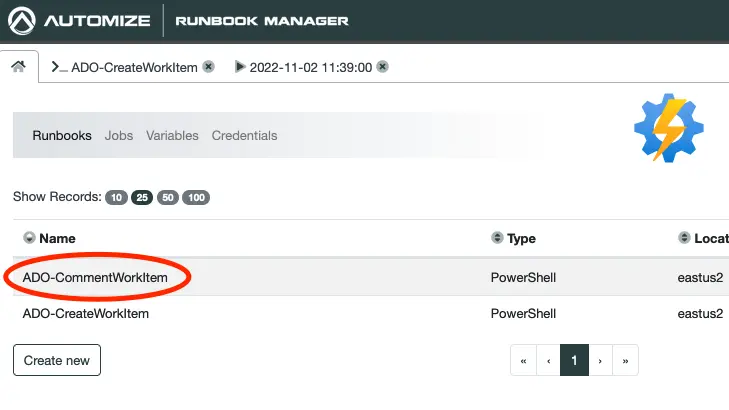 AUTOMIZE RUNBOOK MANAGER
ADO-CreateWorkItem 2022-11-02 11:39:00
Runbooks Jobs Variables Credentials
Show Records: 10 25 50 100
Name Type Locat
ADO-CommentWorkItem PowerShell eastus2
ADO-CreateWorkItem PowerShell eastus2
Create new « ‹ 1 › »